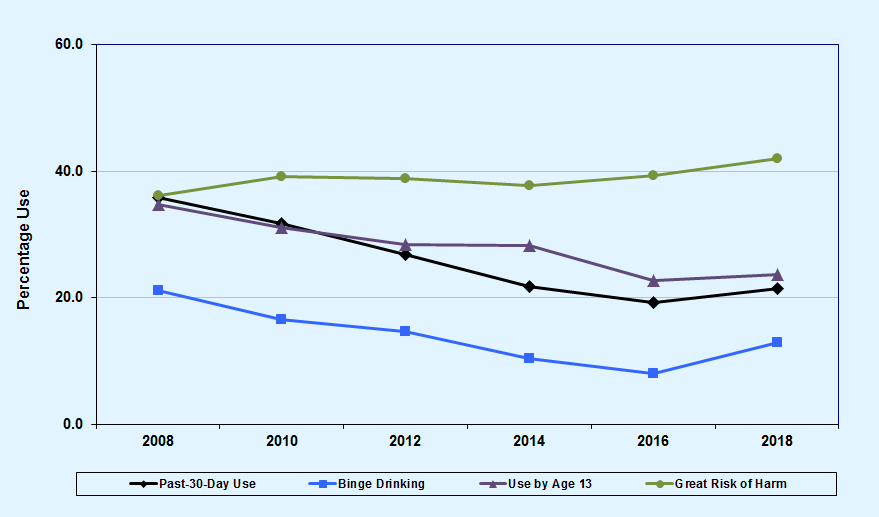 60.0
40.0
20.0
0.0
Percentage Use
2008 2010 2012 2014 2016 2018
Past-30-Day Use Binge Drinking Use by Age 13 Great Risk of Harm